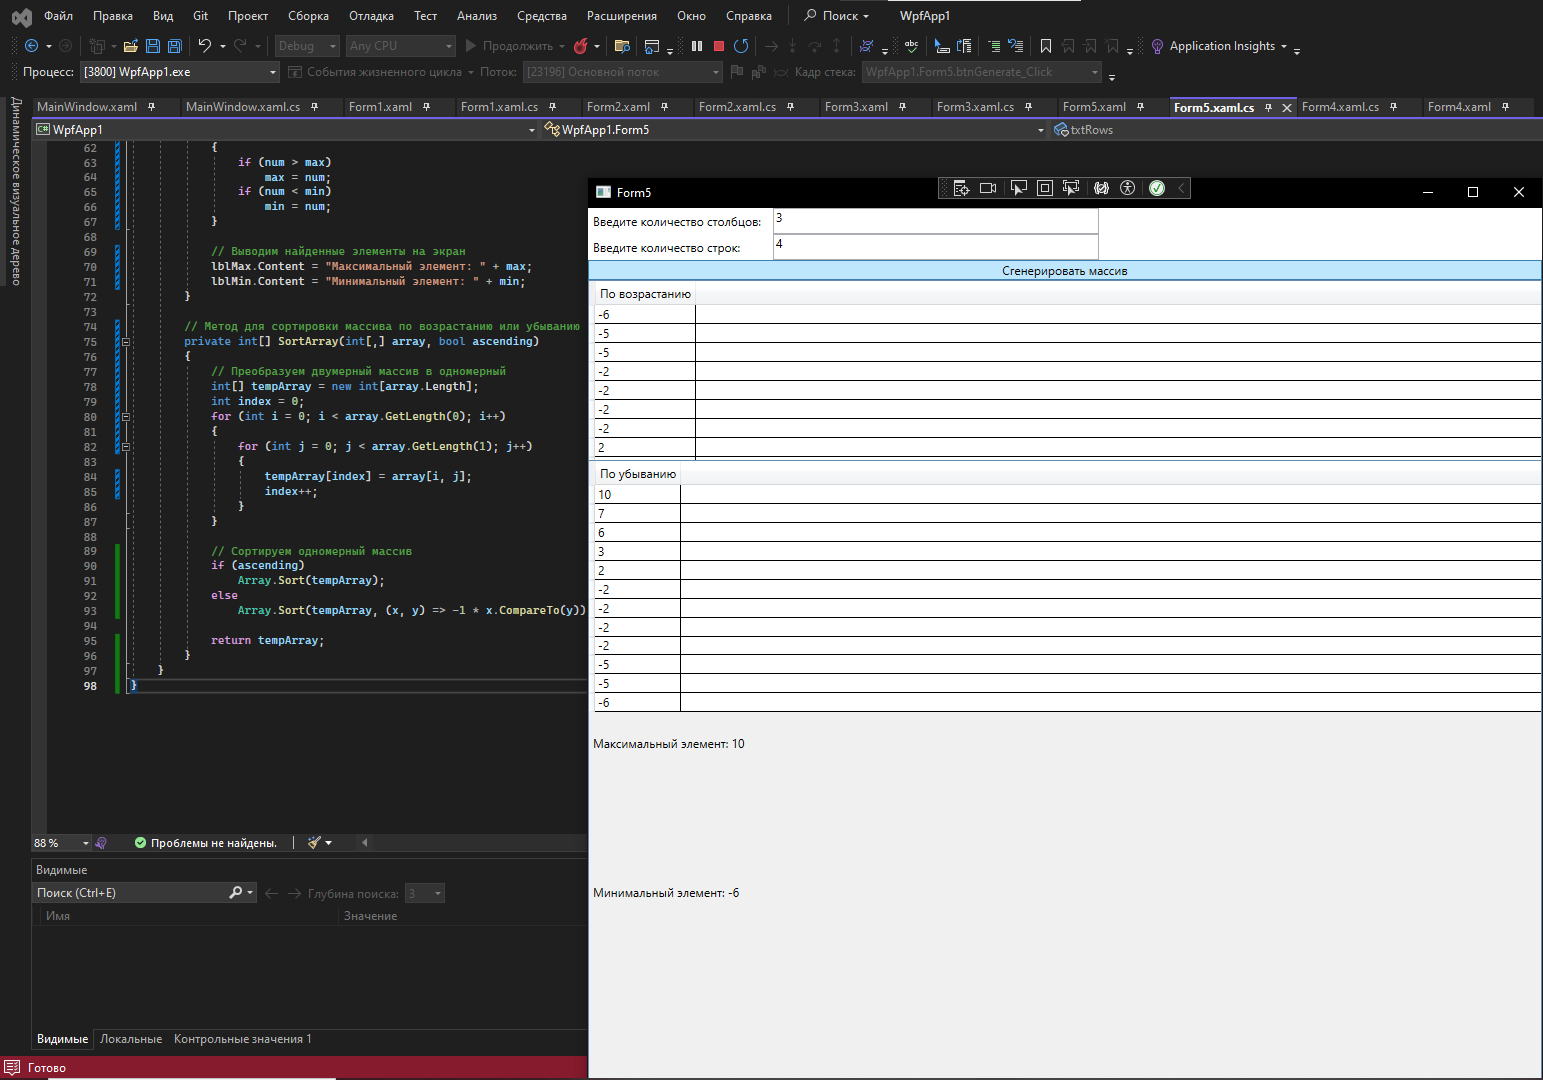 Файл Правка Вид Git Проект Сборка Отладка Тест Анализ Средства Расширения Окно Справка Поиск WpfApp1
Debug Any CPU Продолжить Application Insights
Процесс: [3800] WpfApp1.exe События жизненного цикла Поток: [23196] Основной поток Кадр стека: WpfApp1.Form5.btnGenerate_Click
Динамическое визуальное дерево
MainWindow.xaml MainWindow.xaml.cs Form1.xaml Form1.xaml.cs Form2.xaml Form2.xaml.cs Form3.xaml Form3.xaml.cs Form5.xaml Form5.xaml.cs Form4.xaml.cs Form4.xaml
C# WpfApp1 WpfApp1.Form5 txtRows
62 {
63 if (num > max)
64 max = num;
65 if (num < min)
66 min = num;
67 }
68
69 // Выводим найденные элементы на экран
70 lblMax.Content = "Максимальный элемент: " + max;
71 lblMin.Content = "Минимальный элемент: " + min;
72 }
73
74 // Метод для сортировки массива по возрастанию или убыванию
75 private int[] SortArray(int[,] array, bool ascending)
76 {
77 // Преобразуем двумерный массив в одномерный
78 int[] tempArray = new int[array.Length];
79 int index = 0;
80 for (int i = 0; i < array.GetLength(0); i++)
81 {
82 for (int j = 0; j < array.GetLength(1); j++)
83 {
84 tempArray[index] = array[i, j];
85 index++;
86 }
87 }
88
89 // Сортируем одномерный массив
90 if (ascending)
91 Array.Sort(tempArray);
92 else
93 Array.Sort(tempArray, (x, y) => -1 * x.CompareTo(y))
94
95 return tempArray;
96 }
97 }
98 }
88 % Проблемы не найдены.
Видимые
Поиск (Ctrl+E) Глубина поиска: 3
Имя Значение
Видимые Локальные Контрольные значения 1
Готово
Form5
Введите количество столбцов: 3
Введите количество строк: 4
Сгенерировать массив
По возрастанию
-6
-5
-5
-2
-2
-2
-2
2
По убыванию
10
7
6
3
2
-2
-2
-2
-2
-5
-5
-6
Максимальный элемент: 10
Минимальный элемент: -6